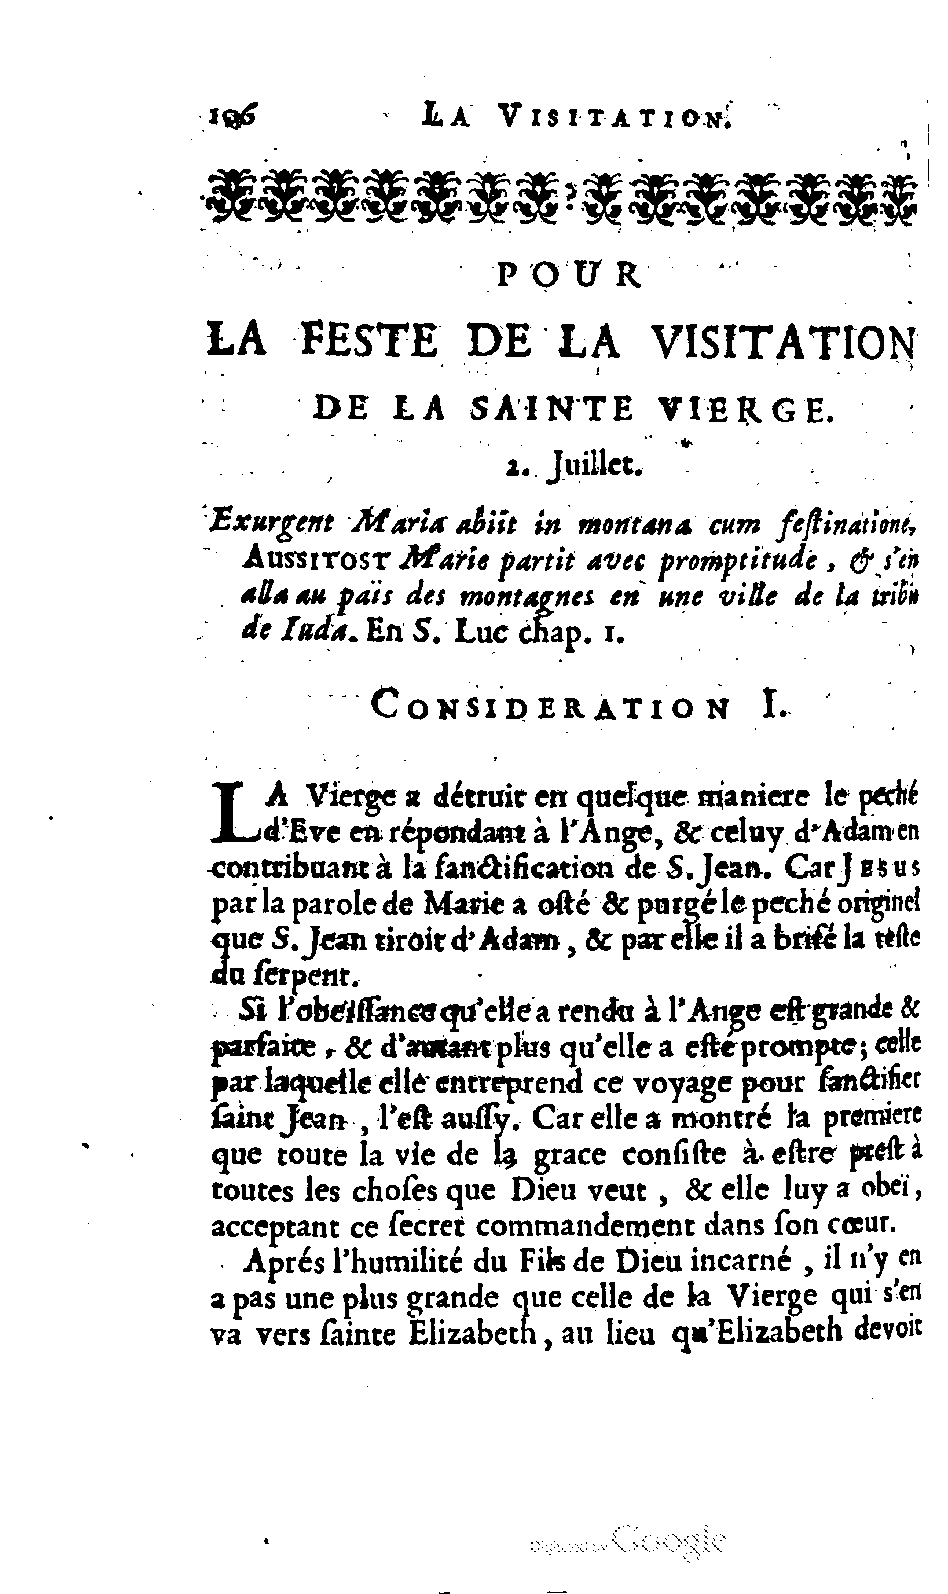 196 LA VISITATION.
POUR
LA FESTE DE LA VISITATION
DE LA SAINTE VIERGE.
2. Juillet.
Exurgent Maria abiit in montana cum feſtinatione,
AUSSITOST Marie partit avec promptitude, & s'en
alla au païs des montagnes en une ville de la tribu
de Iuda. En S. Luc chap. 1.
CONSIDERATION I.
LA Vierge a détruit en quelque maniere le peché
d'Eve en répondant à l'Ange, & celuy d'Adam en
contribuant à la ſanctification de S. Jean. Car JESUS
par la parole de Marie a oſté & purgé le peché originel
que S. Jean tiroit d'Adam, & par elle il a briſé la teſte
du ſerpent.
Si l'obeïſſance qu'elle a rendu à l'Ange eſt grande &
parfaite, & d'autant plus qu'elle a eſté prompte; celle
par laquelle elle entreprend ce voyage pour ſanctifier
ſaint Jean, l'eſt auſſy. Car elle a montré la premiere
que toute la vie de la grace conſiſte à eſtre preſt à
toutes les choſes que Dieu veut, & elle luy a obeï,
acceptant ce ſecret commandement dans ſon cœur.
Aprés l'humilité du Fils de Dieu incarné, il n'y en
a pas une plus grande que celle de la Vierge qui s'en
va vers ſainte Elizabeth, au lieu qu'Elizabeth devoit
Google